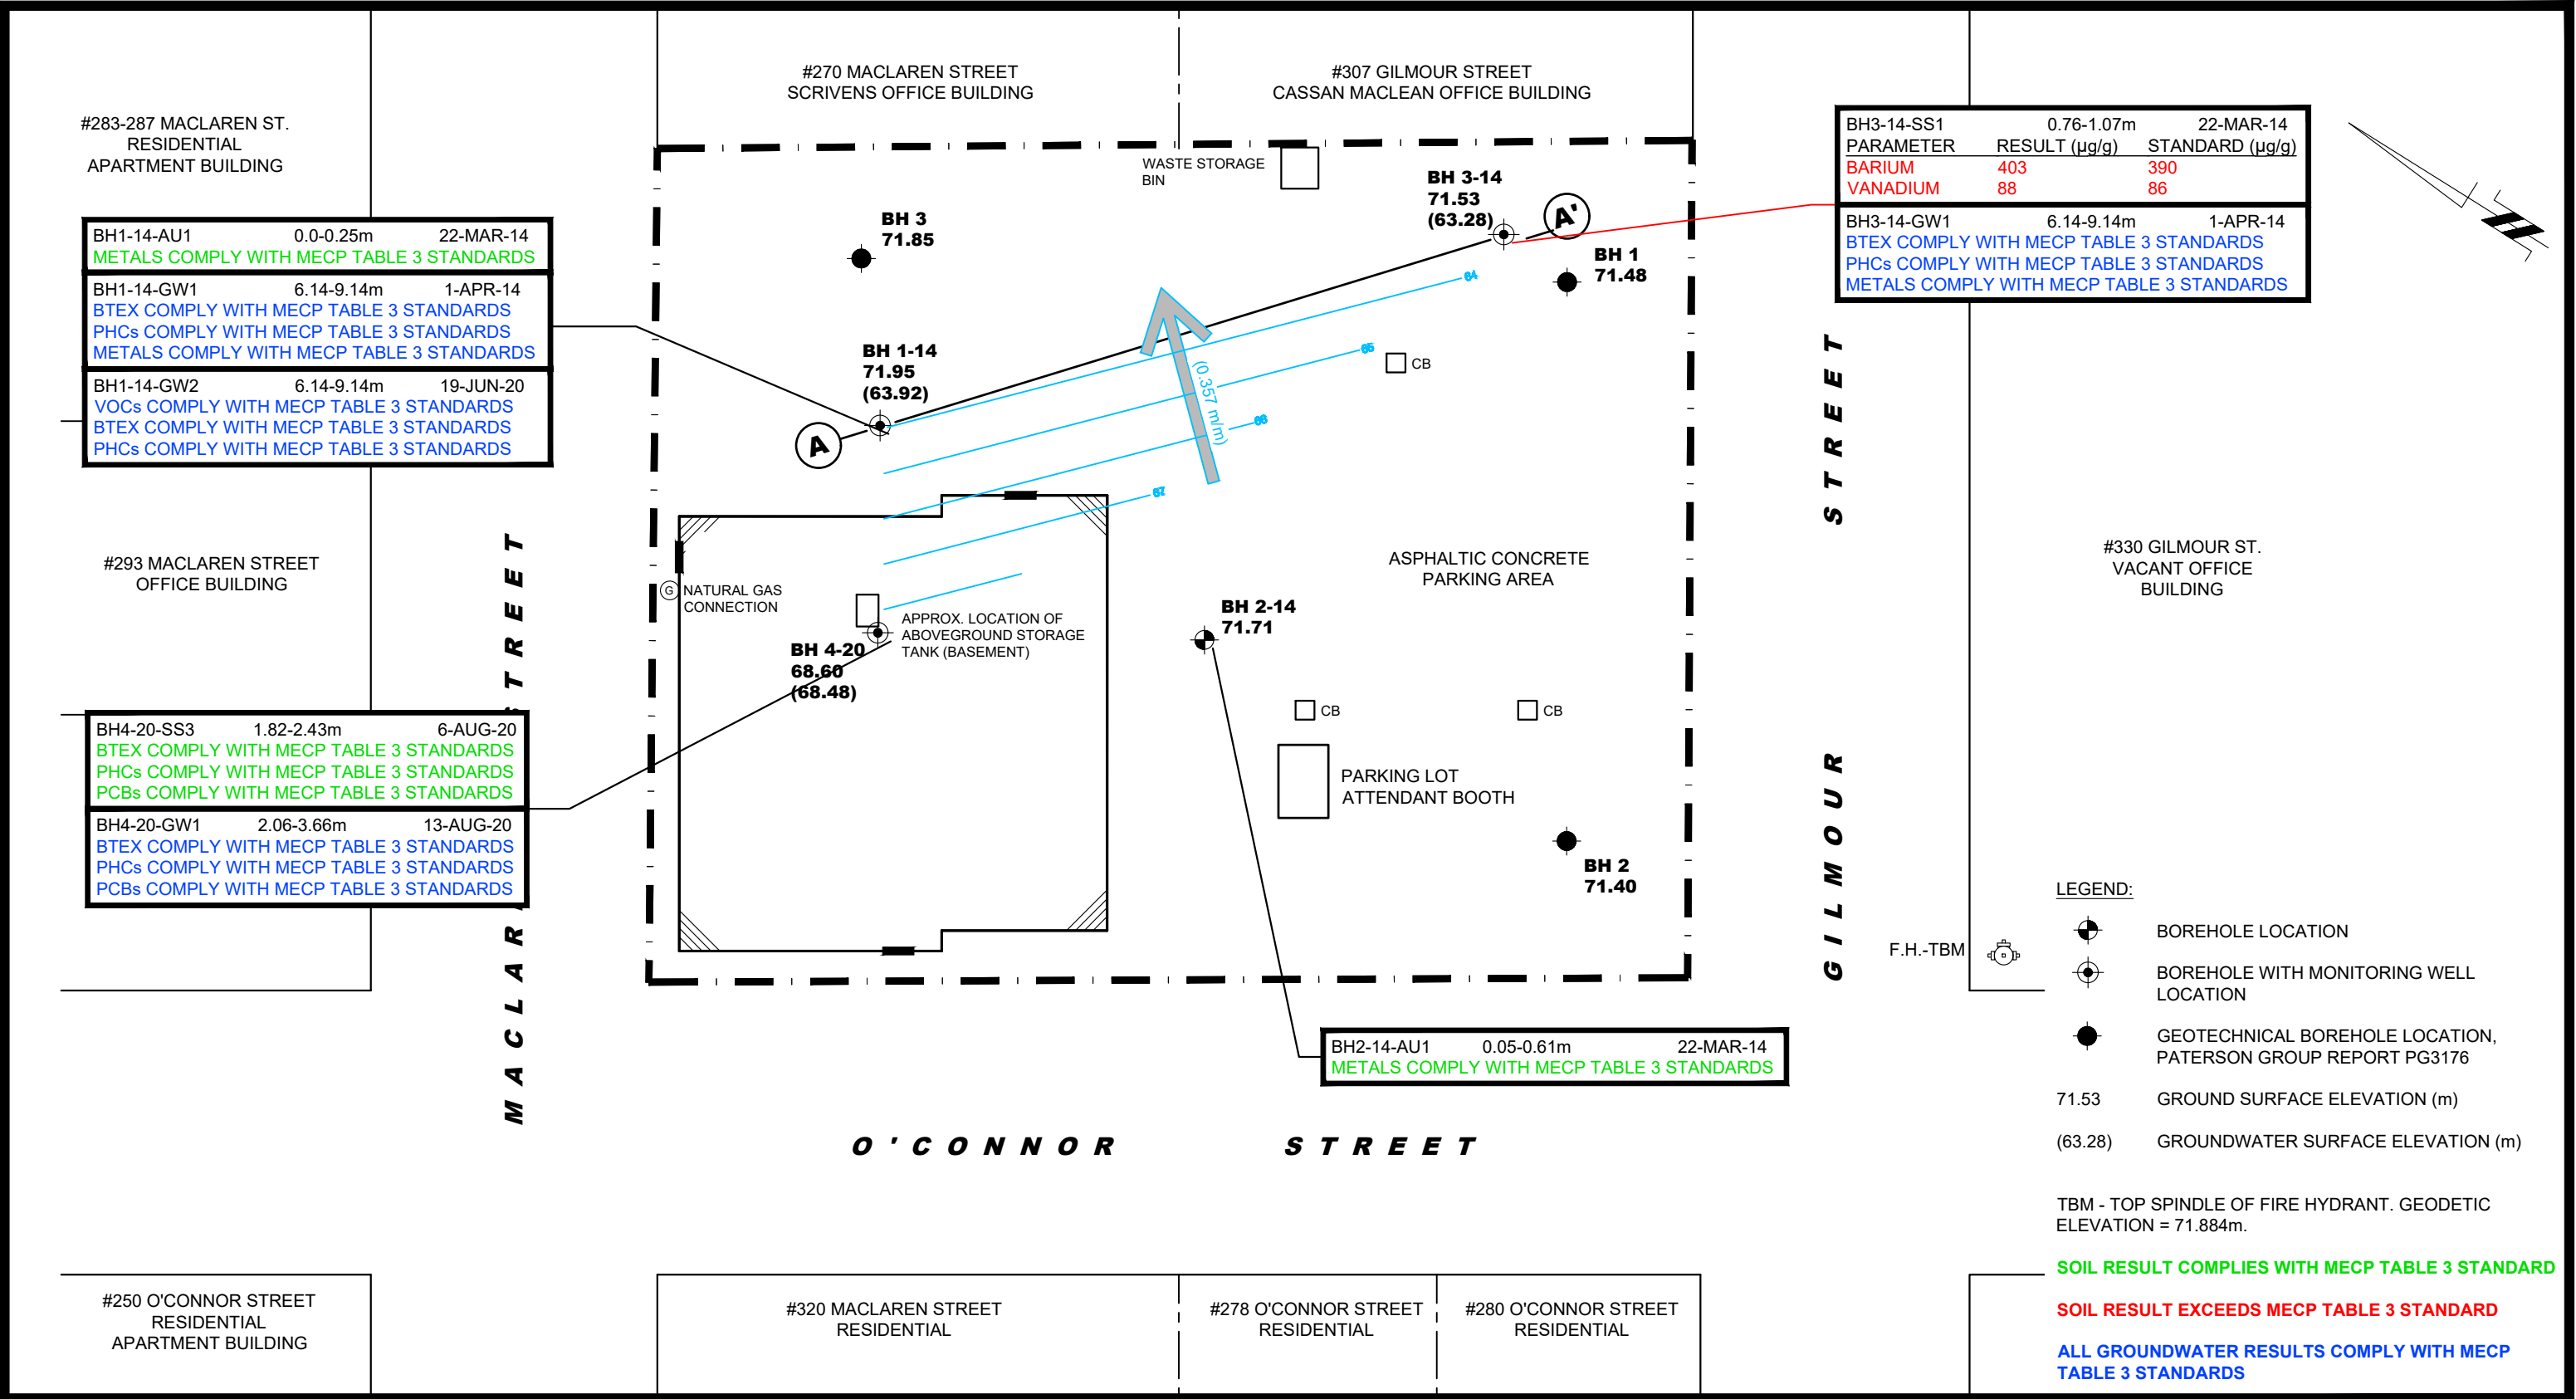 #270 MACLAREN STREET
SCRIVENS OFFICE BUILDING
#307 GILMOUR STREET
CASSAN MACLEAN OFFICE BUILDING
#283-287 MACLAREN ST.
RESIDENTIAL
APARTMENT BUILDING
BH1-14-AU1 0.0-0.25m 22-MAR-14
METALS COMPLY WITH MECP TABLE 3 STANDARDS
BH1-14-GW1 6.14-9.14m 1-APR-14
BTEX COMPLY WITH MECP TABLE 3 STANDARDS
PHCs COMPLY WITH MECP TABLE 3 STANDARDS
METALS COMPLY WITH MECP TABLE 3 STANDARDS
BH1-14-GW2 6.14-9.14m 19-JUN-20
VOCs COMPLY WITH MECP TABLE 3 STANDARDS
BTEX COMPLY WITH MECP TABLE 3 STANDARDS
PHCs COMPLY WITH MECP TABLE 3 STANDARDS
BH3-14-SS1 0.76-1.07m 22-MAR-14
PARAMETER RESULT (µg/g) STANDARD (µg/g)
BARIUM 403 390
VANADIUM 88 86
BH3-14-GW1 6.14-9.14m 1-APR-14
BTEX COMPLY WITH MECP TABLE 3 STANDARDS
PHCs COMPLY WITH MECP TABLE 3 STANDARDS
METALS COMPLY WITH MECP TABLE 3 STANDARDS
WASTE STORAGE
BIN
BH 3-14
71.53
(63.28)
A'
BH 3
71.85
BH 1
71.48
64
65
66
67
(0.357 m/m)
CB
BH 1-14
71.95
(63.92)
A
#293 MACLAREN STREET
OFFICE BUILDING
G
NATURAL GAS
CONNECTION
APPROX. LOCATION OF
ABOVEGROUND STORAGE
TANK (BASEMENT)
BH 4-20
68.60
(68.48)
BH 2-14
71.71
ASPHALTIC CONCRETE
PARKING AREA
#330 GILMOUR ST.
VACANT OFFICE
BUILDING
CB
CB
PARKING LOT
ATTENDANT BOOTH
BH 2
71.40
BH4-20-SS3 1.82-2.43m 6-AUG-20
BTEX COMPLY WITH MECP TABLE 3 STANDARDS
PHCs COMPLY WITH MECP TABLE 3 STANDARDS
PCBs COMPLY WITH MECP TABLE 3 STANDARDS
BH4-20-GW1 2.06-3.66m 13-AUG-20
BTEX COMPLY WITH MECP TABLE 3 STANDARDS
PHCs COMPLY WITH MECP TABLE 3 STANDARDS
PCBs COMPLY WITH MECP TABLE 3 STANDARDS
MACLAR STREET
GILMOUR STREET
F.H.-TBM
BH2-14-AU1 0.05-0.61m 22-MAR-14
METALS COMPLY WITH MECP TABLE 3 STANDARDS
O'CONNOR STREET
#250 O'CONNOR STREET
RESIDENTIAL
APARTMENT BUILDING
#320 MACLAREN STREET
RESIDENTIAL
#278 O'CONNOR STREET
RESIDENTIAL
#280 O'CONNOR STREET
RESIDENTIAL
LEGEND:
BOREHOLE LOCATION
BOREHOLE WITH MONITORING WELL
LOCATION
GEOTECHNICAL BOREHOLE LOCATION,
PATERSON GROUP REPORT PG3176
71.53 GROUND SURFACE ELEVATION (m)
(63.28) GROUNDWATER SURFACE ELEVATION (m)
TBM - TOP SPINDLE OF FIRE HYDRANT. GEODETIC
ELEVATION = 71.884m.
SOIL RESULT COMPLIES WITH MECP TABLE 3 STANDARD
SOIL RESULT EXCEEDS MECP TABLE 3 STANDARD
ALL GROUNDWATER RESULTS COMPLY WITH MECP
TABLE 3 STANDARDS